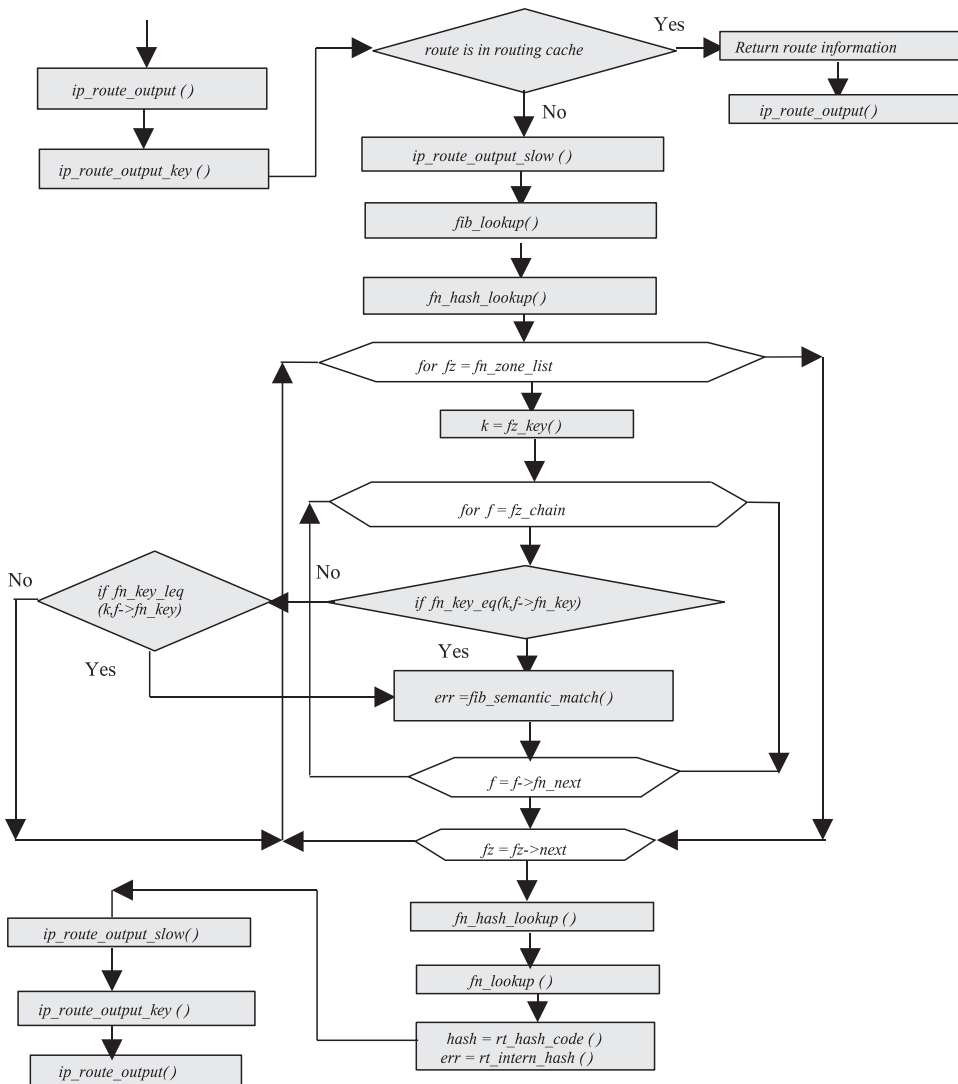 Yes
route is in routing cache
Return route information
ip_route_output ( )
ip_route_output( )
No
ip_route_output_key ( )
ip_route_output_slow ( )
fib_lookup( )
fn_hash_lookup( )
for fz = fn_zone_list
k = fz_key( )
for f = fz_chain
No
No
if fn_key_leq
(k,f->fn_key)
if fn_key_eq(k,f->fn_key)
Yes
Yes
err =fib_semantic_match( )
f = f->fn_next
fz = fz->next
fn_hash_lookup ( )
ip_route_output_slow( )
fn_lookup ( )
ip_route_output_key ( )
hash = rt_hash_code ( )
err = rt_intern_hash ( )
ip_route_output( )